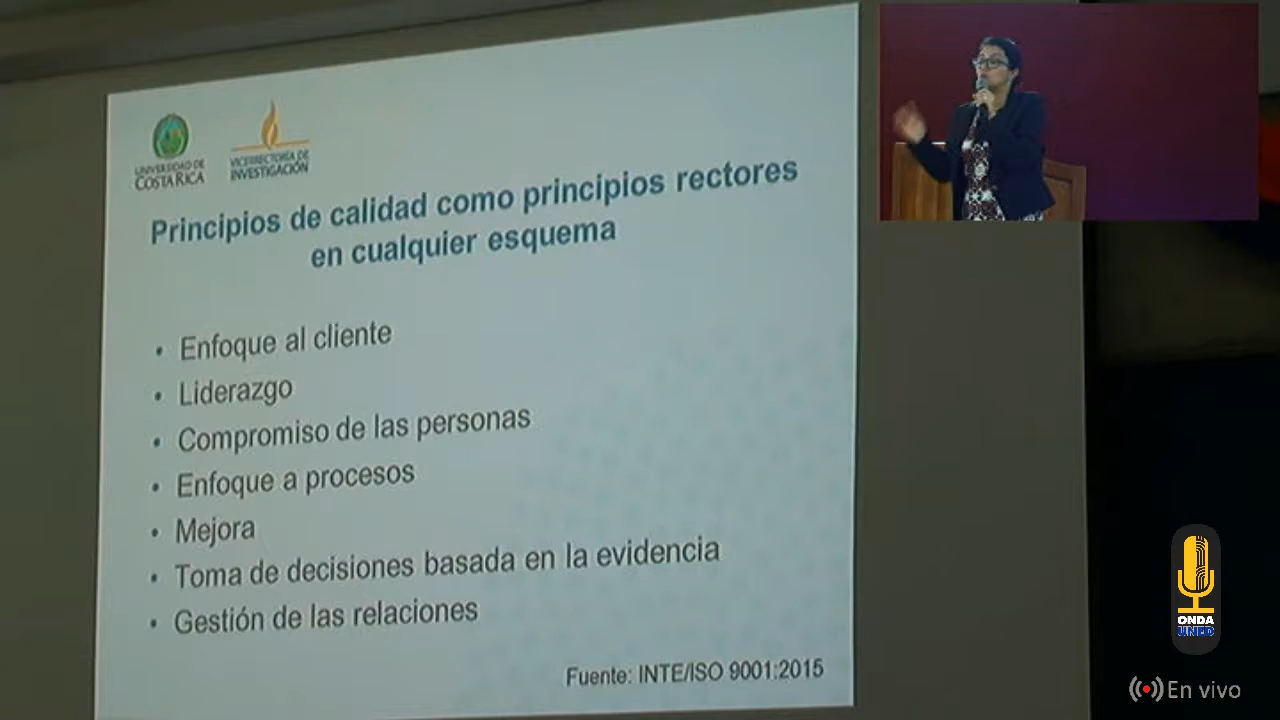 UNIVERSIDAD DE
COSTA RICA
VICERRECTORÍA DE
INVESTIGACIÓN
Principios de calidad como principios rectores
en cualquier esquema
• Enfoque al cliente
• Liderazgo
• Compromiso de las personas
• Enfoque a procesos
• Mejora
• Toma de decisiones basada en la evidencia
• Gestión de las relaciones
Fuente: INTE/ISO 9001:2015
ONDA
UNED
En vivo